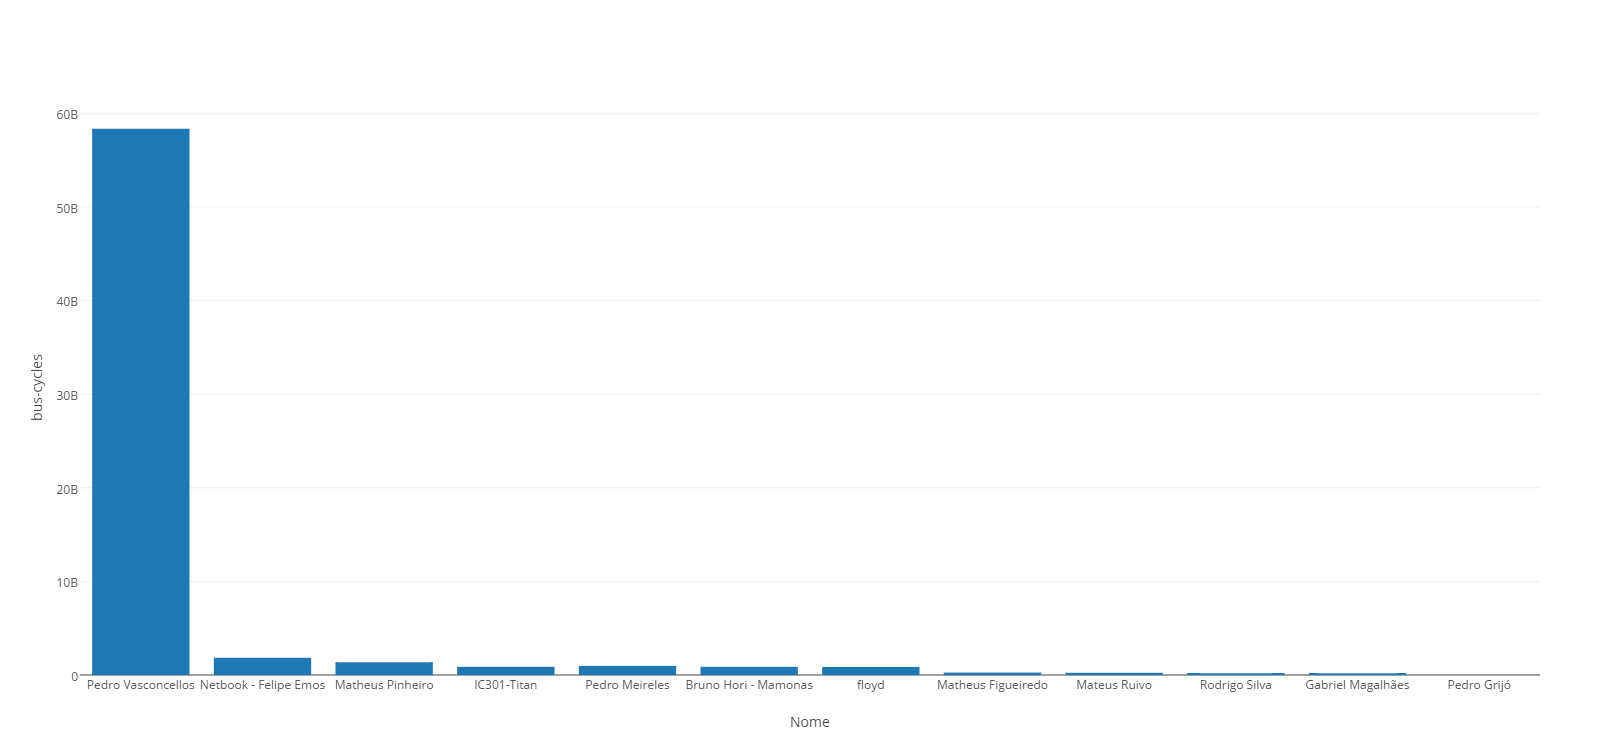 60B
50B
40B
30B
20B
10B
0
bus-cycles
Pedro Vasconcellos
Netbook - Felipe Emos
Matheus Pinheiro
IC301-Titan
Pedro Meireles
Bruno Hori - Mamonas
floyd
Matheus Figueiredo
Mateus Ruivo
Rodrigo Silva
Gabriel Magalhães
Pedro Grijó
Nome